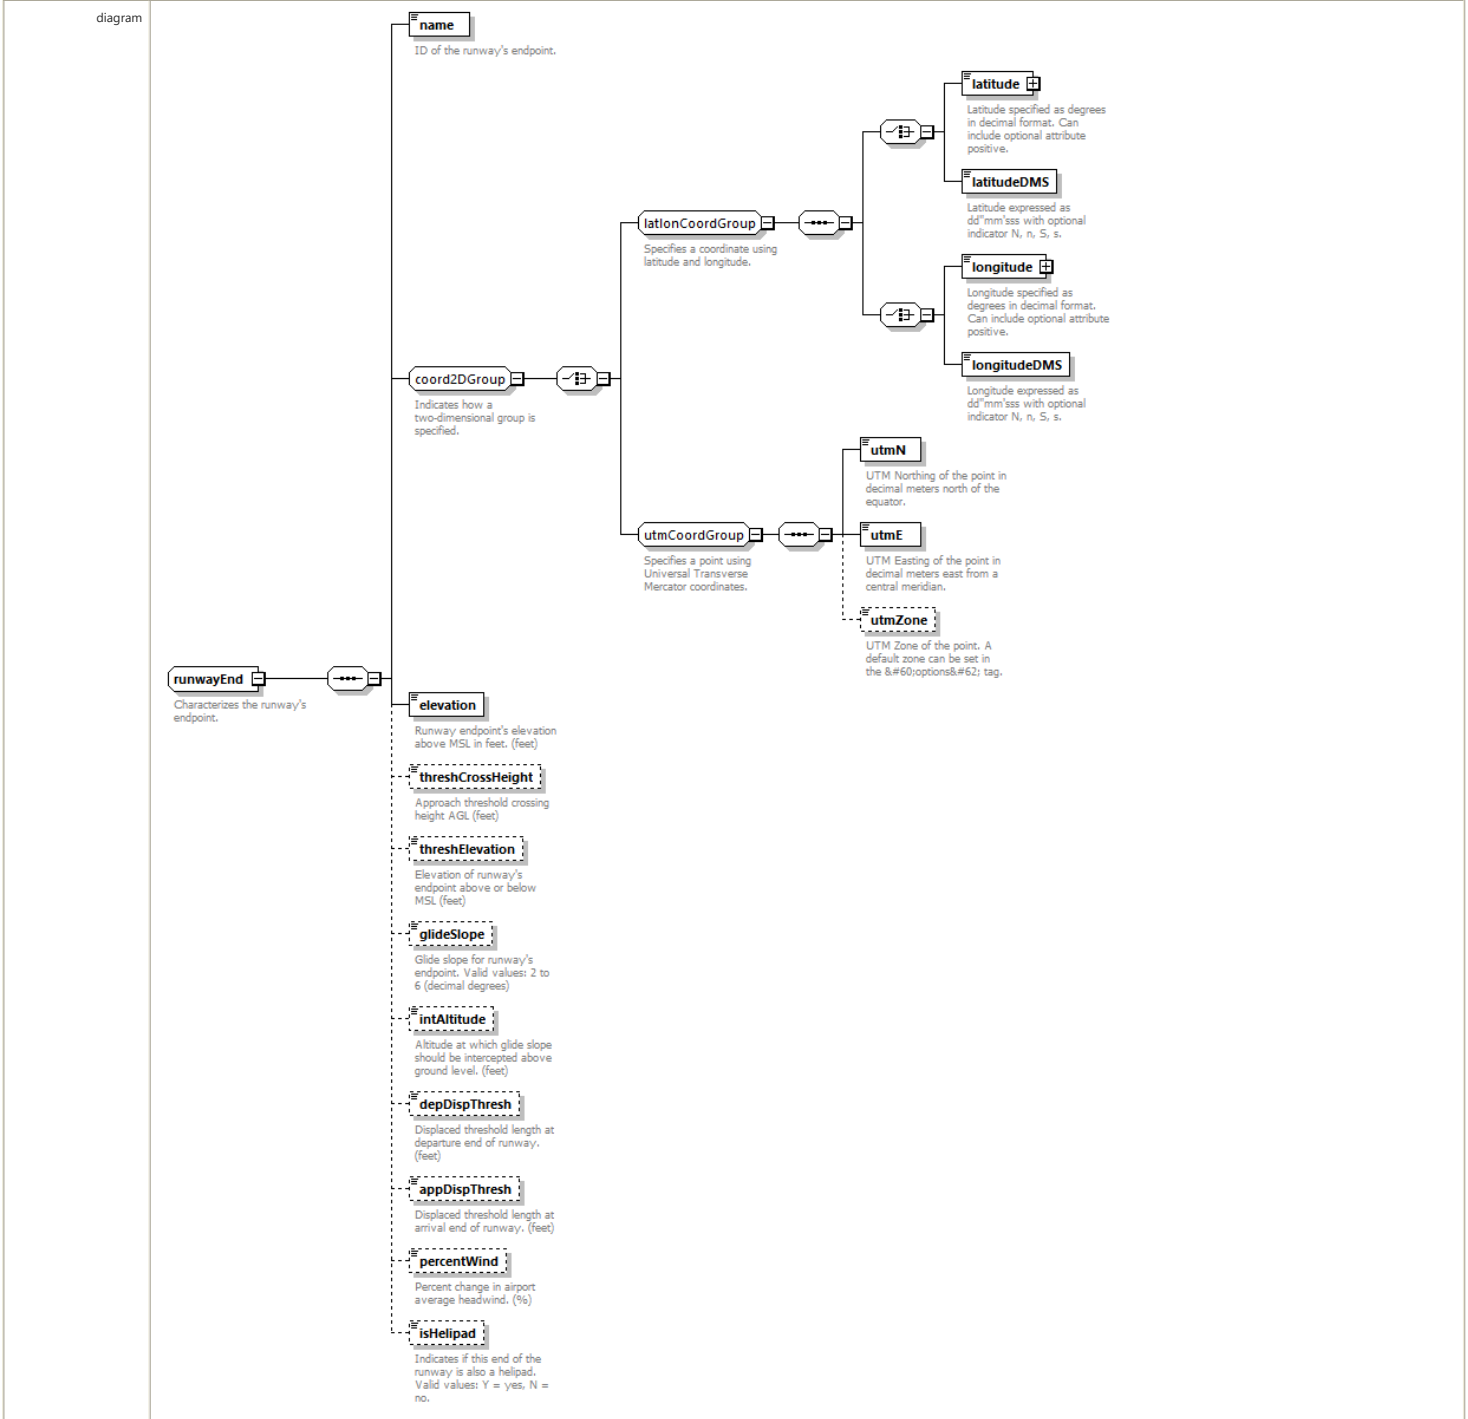 diagram
name
ID of the runway's endpoint.
latitude
Latitude specified as degrees
in decimal format. Can
include optional attribute
positive.
latitudeDMS
Latitude expressed as
dd"mm'sss with optional
indicator N, n, S, s.
latlonCoordGroup
Specifies a coordinate using
latitude and longitude.
longitude
Longitude specified as
degrees in decimal format.
Can include optional attribute
positive.
longitudeDMS
Longitude expressed as
dd"mm'sss with optional
indicator N, n, S, s.
coord2DGroup
Indicates how a
two-dimensional group is
specified.
utmN
UTM Northing of the point in
decimal meters north of the
equator.
utmCoordGroup
Specifies a point using
Universal Transverse
Mercator coordinates.
utmE
UTM Easting of the point in
decimal meters east from a
central meridian.
utmZone
UTM Zone of the point. A
default zone can be set in
the &#60;options&#62; tag.
runwayEnd
Characterizes the runway's
endpoint.
elevation
Runway endpoint's elevation
above MSL in feet. (feet)
threshCrossHeight
Approach threshold crossing
height AGL (feet)
threshElevation
Elevation of runway's
endpoint above or below
MSL (feet)
glideSlope
Glide slope for runway's
endpoint. Valid values: 2 to
6 (decimal degrees)
intAltitude
Altitude at which glide slope
should be intercepted above
ground level. (feet)
depDispThresh
Displaced threshold length at
departure end of runway.
(feet)
appDispThresh
Displaced threshold length at
arrival end of runway. (feet)
percentWind
Percent change in airport
average headwind. (%)
isHelipad
Indicates if this end of the
runway is also a helipad.
Valid values: Y = yes, N =
no.